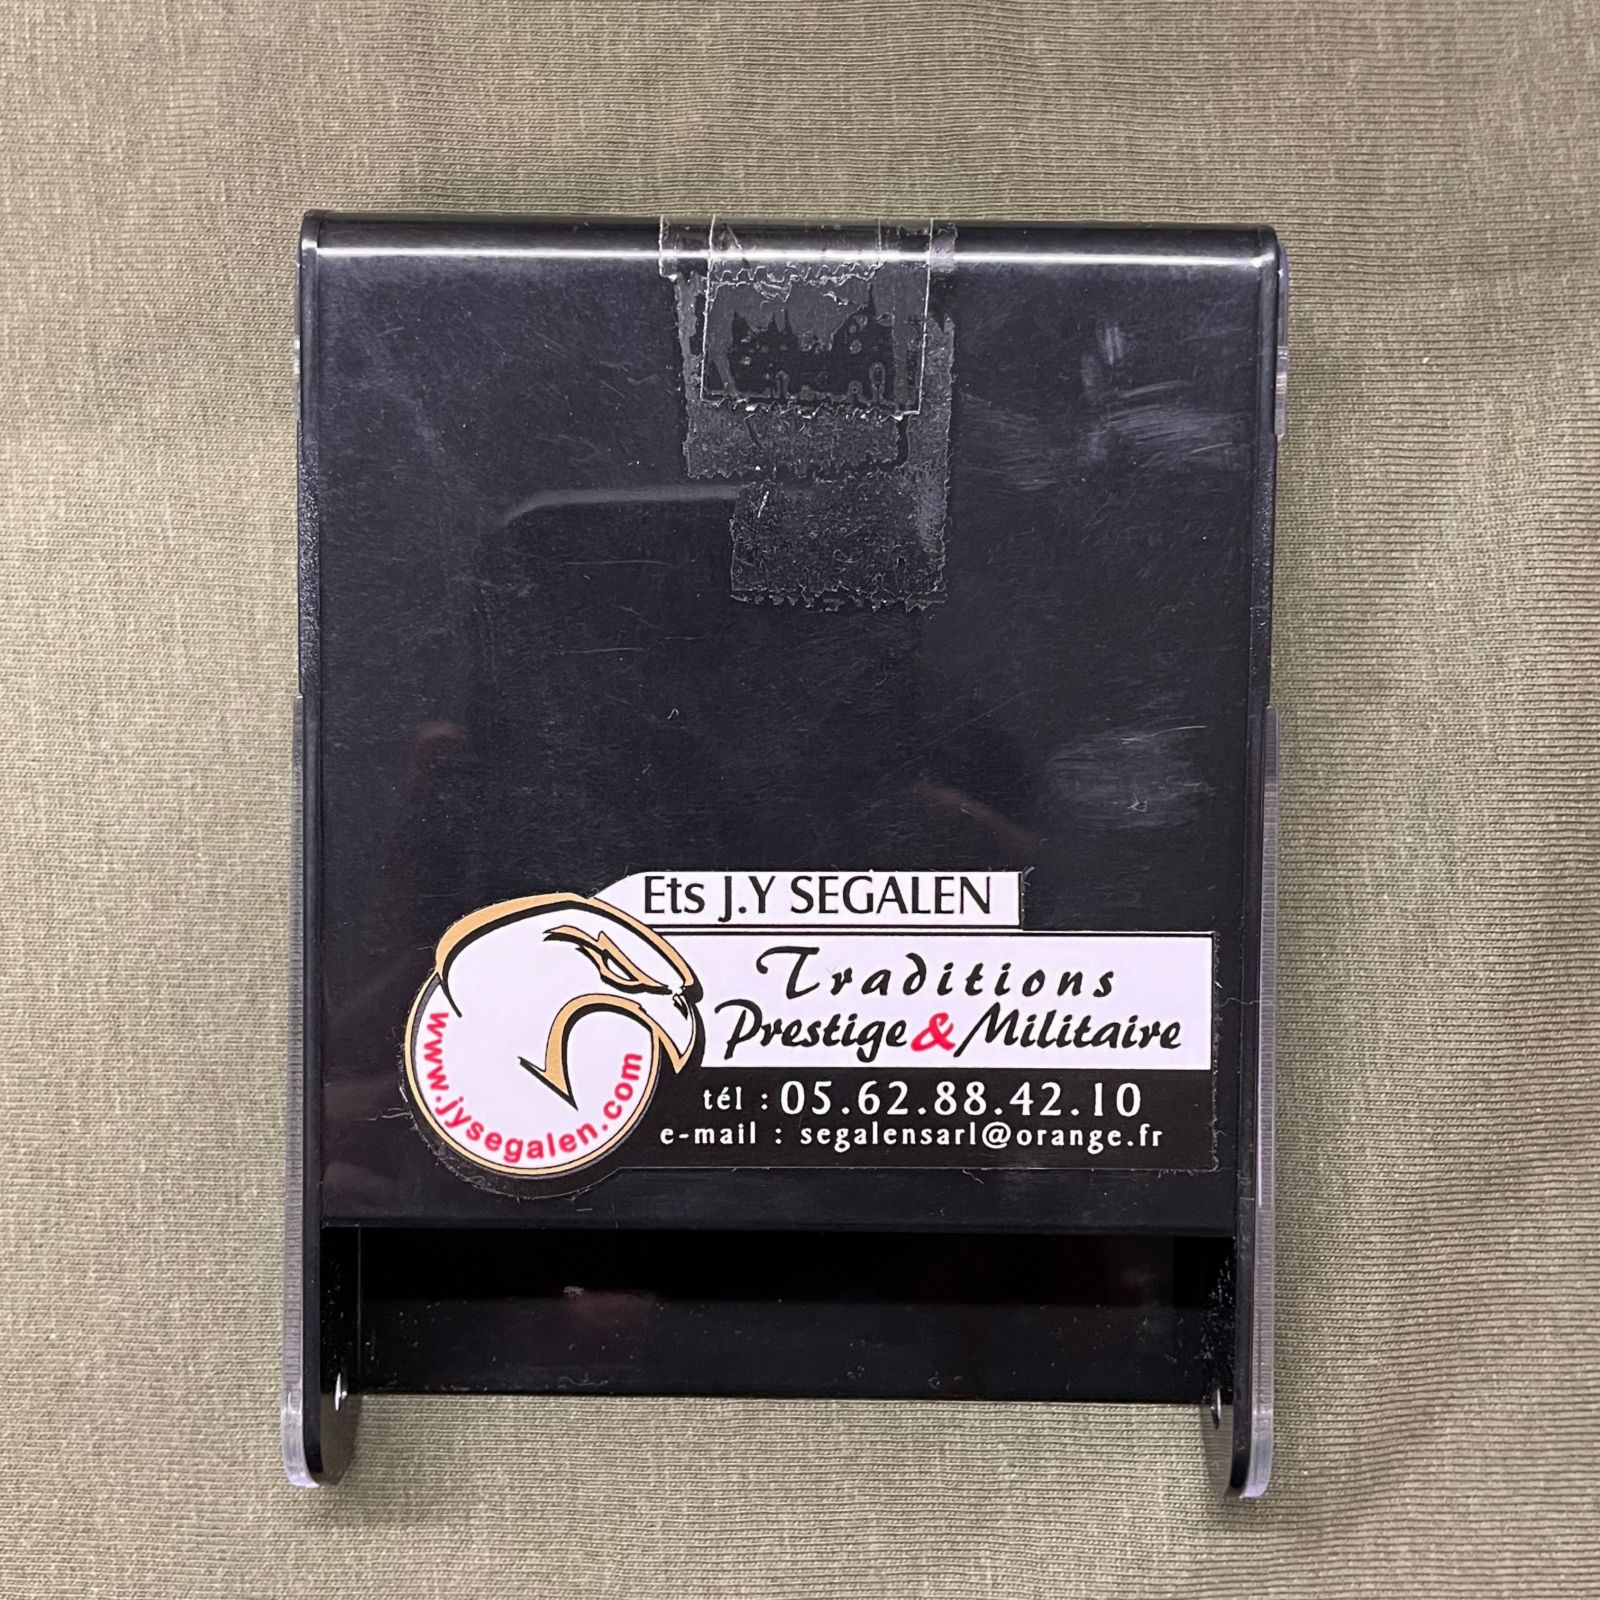 Ets J.Y SEGALEN
Traditions
Prestige & Militaire
tél : 05.62.88.42.10
e-mail : segalensarl@orange.fr
www.jysegalen.com